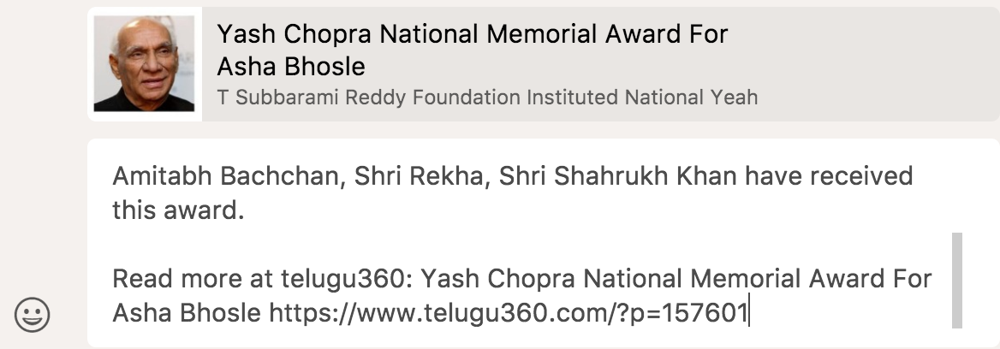 Yash Chopra National Memorial Award For
Asha Bhosle
T Subbarami Reddy Foundation Instituted National Yeah
Amitabh Bachchan, Shri Rekha, Shri Shahrukh Khan have received
this award.
Read more at telugu360: Yash Chopra National Memorial Award For
Asha Bhosle https://www.telugu360.com/?p=157601